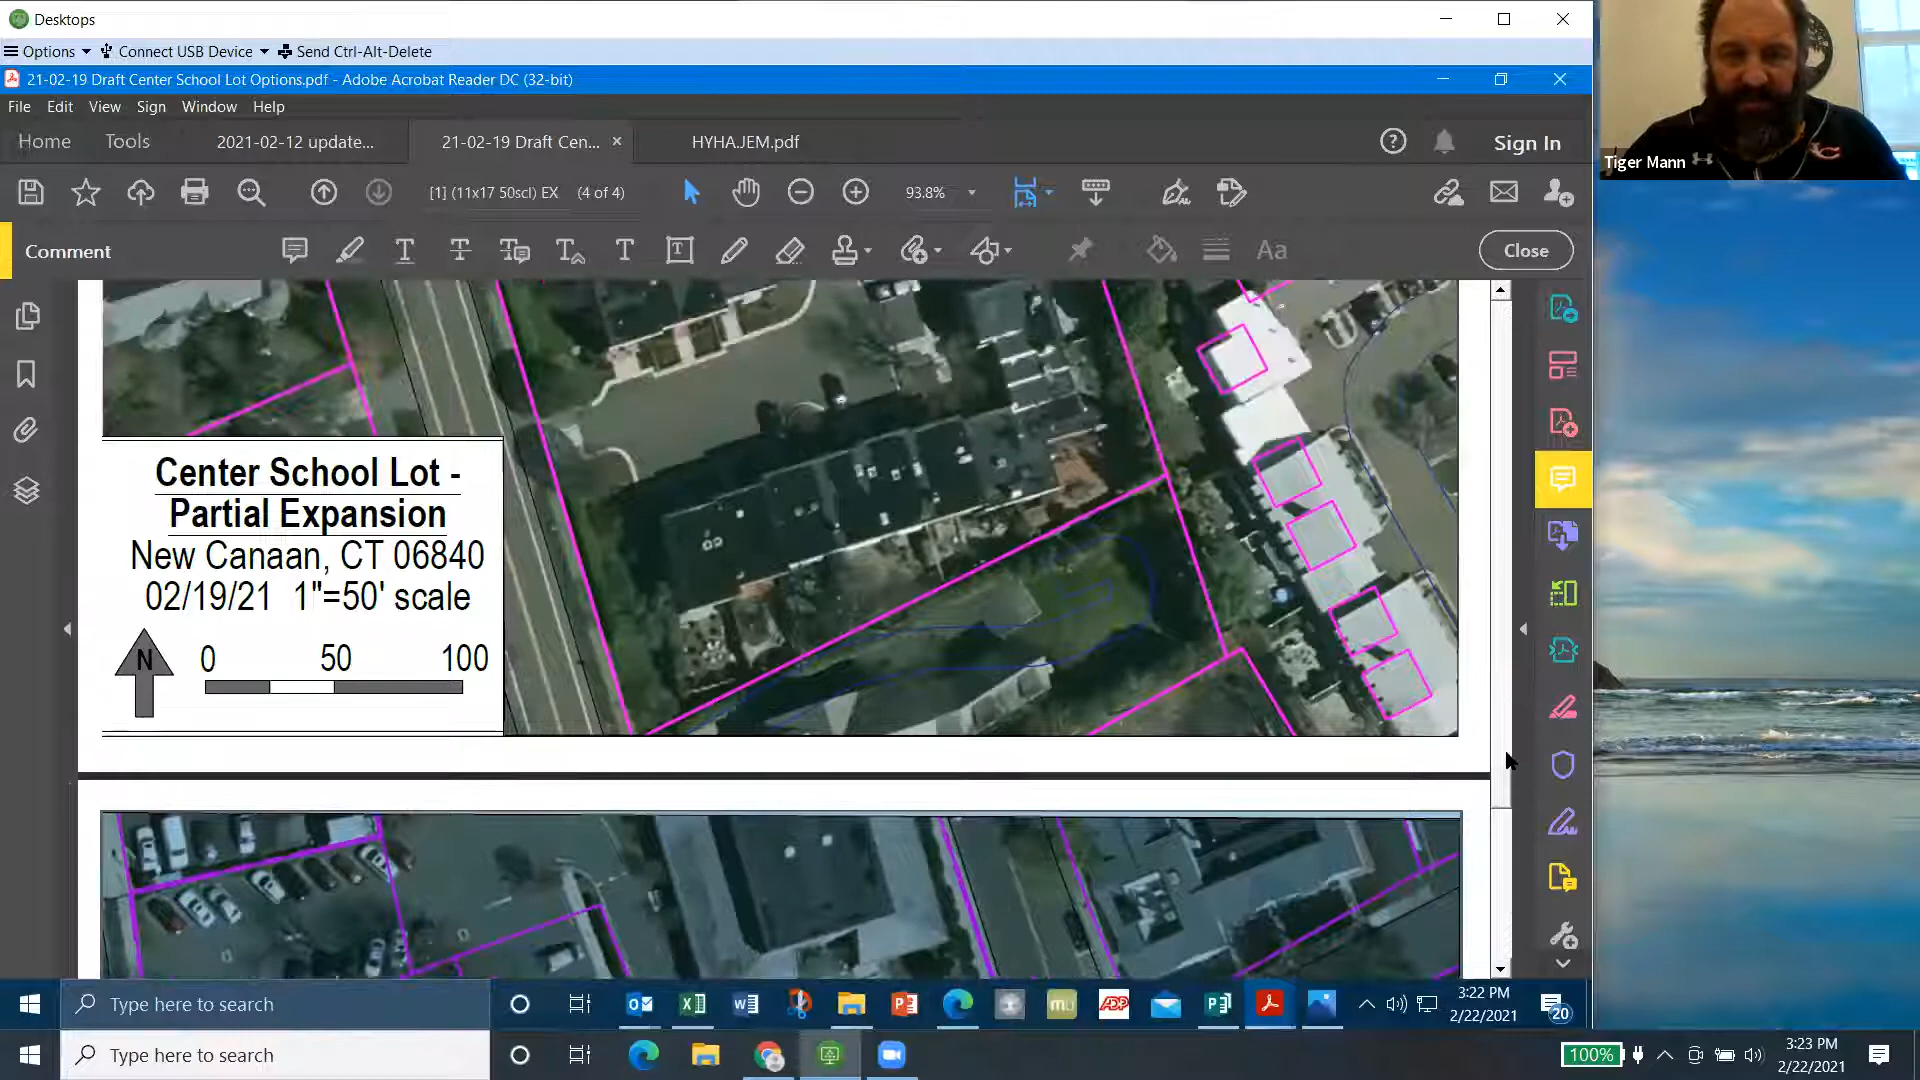 Desktops
Options
Connect USB Device
Send Ctrl-Alt-Delete
21-02-19 Draft Center School Lot Options.pdf - Adobe Acrobat Reader DC (32-bit)
File Edit View Sign Window Help
Home Tools 2021-02-12 update... 21-02-19 Draft Cen... × HYHAJEM.pdf ? Sign In
[1] (11x17 50scl) EX (4 of 4) 93.8%
Comment
T T T T T T Aa
Close
Tiger Mann
Center School Lot -
Partial Expansion
New Canaan, CT 06840
02/19/21 1"=50' scale
N 0 50 100
Type here to search
ADP
3:22 PM
2/22/2021
20
Type here to search
100%
3:23 PM
2/22/2021